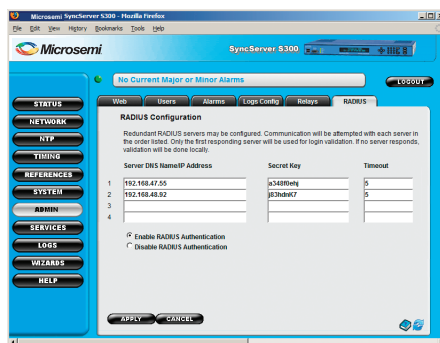 Microsemi SyncServer S300 - Mozilla Firefox
File Edit View History Bookmarks Tools Help
Microsemi
SyncServer S300
No Current Major or Minor Alarms
LOGOUT
Web Users Alarms Logs Config Relays RADIUS
STATUS
NETWORK
NTP
TIMING
REFERENCES
SYSTEM
ADMIN
SERVICES
LOGS
WIZARDS
HELP
RADIUS Configuration
Redundant RADIUS servers may be configured. Communication will be attempted with each server in
the order listed. Only the first responding server will be used for login validation. If no server responds,
validation will be done locally.
Server DNS Name/IP Address Secret Key Timeout
1 192.168.47.55 a348f0ehj 5
2 192.168.48.92 j83hdnK7 5
3
4
Enable RADIUS Authentication
Disable RADIUS Authentication
APPLY CANCEL